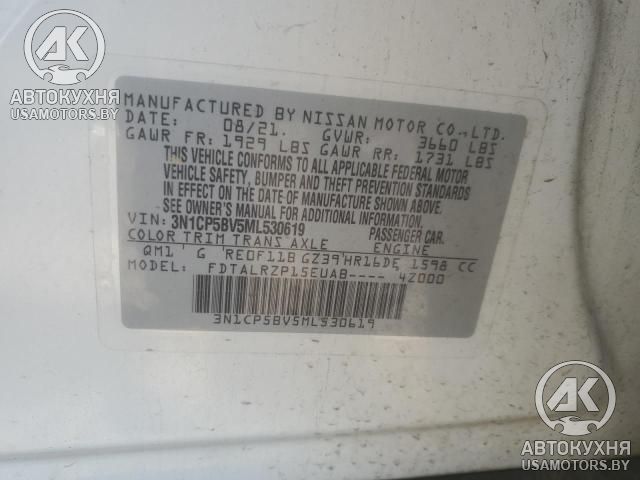 AK
АВТОКУХНЯ
USAMOTORS.BY
MANUFACTURED BY NISSAN MOTOR CO.,LTD.
DATE: 08/21. GVWR: 3660 LBS
GAWR FR: 1929 LBS GAWR RR: 1731 LBS
THIS VEHICLE CONFORMS TO ALL APPLICABLE FEDERAL MOTOR
VEHICLE SAFETY, BUMPER AND THEFT PREVENTION STANDARDS
IN EFFECT ON THE DATE OF MANUFACTURE SHOWN ABOVE.
SEE OWNER'S MANUAL FOR ADDITIONAL INFORMATION.
VIN: 3N1CP5BV5ML530619 PASSENGER CAR.
COLOR TRIM TRANS AXLE ENGINE
QM1 G RE0F11B GZ39 HR16DE 1598 CC
MODEL: FDTALRZP15EUAB---- 42000
3N1CP5BV5ML530619
AK
АВТОКУХНЯ
USAMOTORS.BY